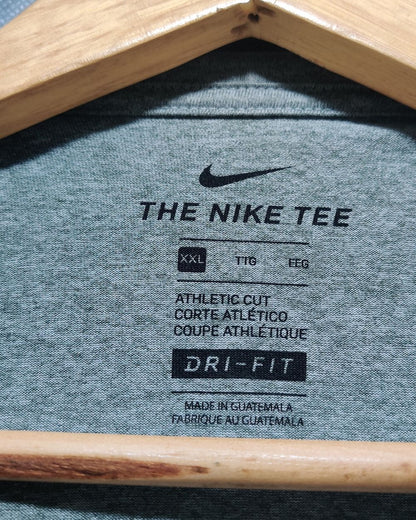 THE NIKE TEE
XXL TTG EEG
ATHLETIC CUT
CORTE ATLÉTICO
COUPE ATHLÉTIQUE
DRI-FIT
MADE IN GUATEMALA
FABRIQUE AU GUATEMALA